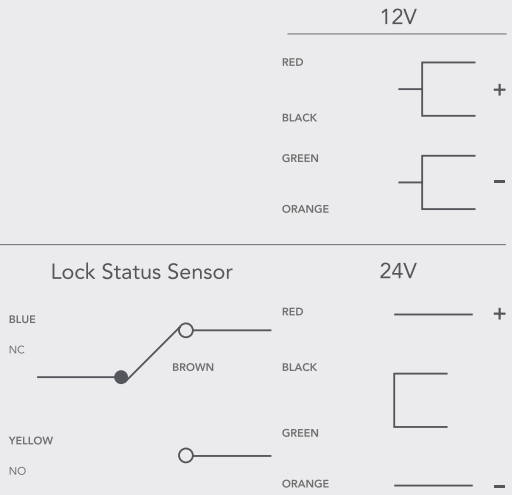 12V
RED
+
BLACK
GREEN
-
ORANGE
Lock Status Sensor
BLUE
NC
BROWN
YELLOW
NO
24V
RED
+
BLACK
GREEN
ORANGE
-